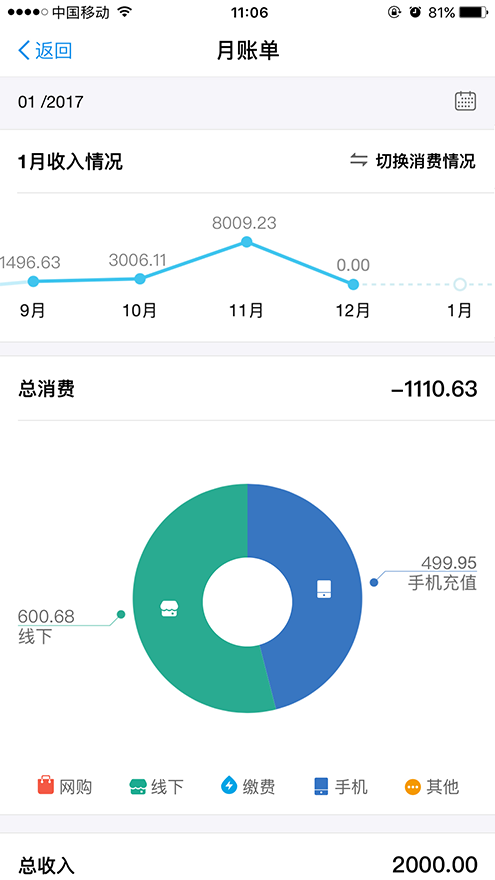 中国移动 11:06 81%
返回 月账单
01 /2017
1月收入情况 切换消费情况
8009.23
1496.63 3006.11 0.00
9月 10月 11月 12月 1月
总消费 -1110.63
499.95
手机充值
600.68
线下
网购 线下 缴费 手机 其他
总收入 2000.00